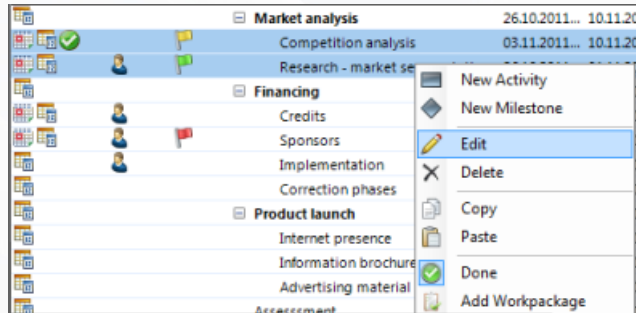 Market analysis 26.10.2011... 10.11.20
Competition analysis 03.11.2011... 10.11.20
Research - market se
New Activity
Financing
New Milestone
Credits
Sponsors
Edit
Implementation
Delete
Correction phases
Copy
Product launch
Paste
Internet presence
Information brochure
Done
Advertising material
Add Workpackage
Assesssment